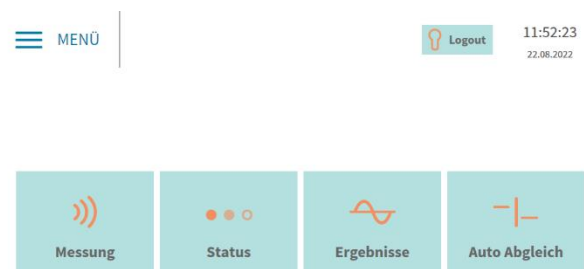 MENÜ
Logout
11:52:23
22.08.2022
Messung
Status
Ergebnisse
Auto Abgleich